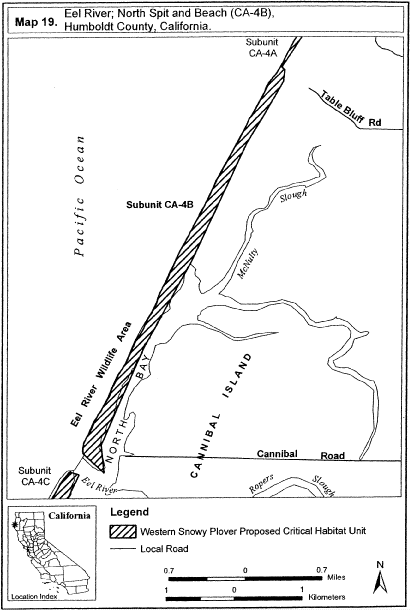 Map 19.
Eel River; North Spit and Beach (CA-4B),
Humboldt County, California.
Subunit
CA-4A
Table Bluff Rd
Pacific Ocean
Subunit CA-4B
Slough
McNulty
Eel River Wildlife Area
NORTH BAY
CANNIBAL ISLAND
Cannibal Road
Subunit
CA-4C
Eel River
Ropers Slough
California
Location Index
Legend
Western Snowy Plover Proposed Critical Habitat Unit
Local Road
0.7 0 0.7
Miles
1 0 1
Kilometers
N